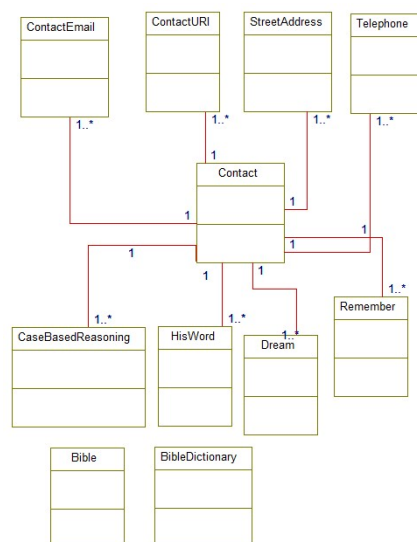 ContactEmail
ContactURI
StreetAddress
Telephone
1..*
1..*
1..*
1..*
1
Contact
1
1
1
1
1
1
1
1..*
1..*
1..*
1..*
CaseBasedReasoning
HisWord
Dream
Remember
Bible
BibleDictionary